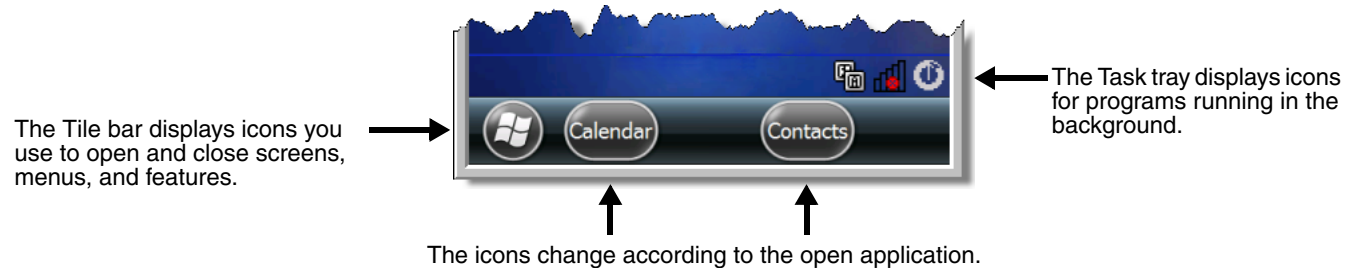 The Task tray displays icons
for programs running in the
background.
The Tile bar displays icons you
use to open and close screens,
menus, and features.
Calendar
Contacts
The icons change according to the open application.